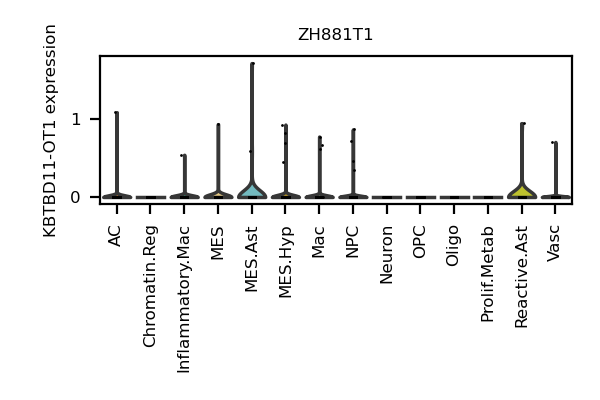 ZH881T1
KBTBD11-OT1 expression
1
0
AC
Chromatin.Reg
Inflammatory.Mac
MES
MES.Ast
MES.Hyp
Mac
NPC
Neuron
OPC
Oligo
Prolif.Metab
Reactive.Ast
Vasc